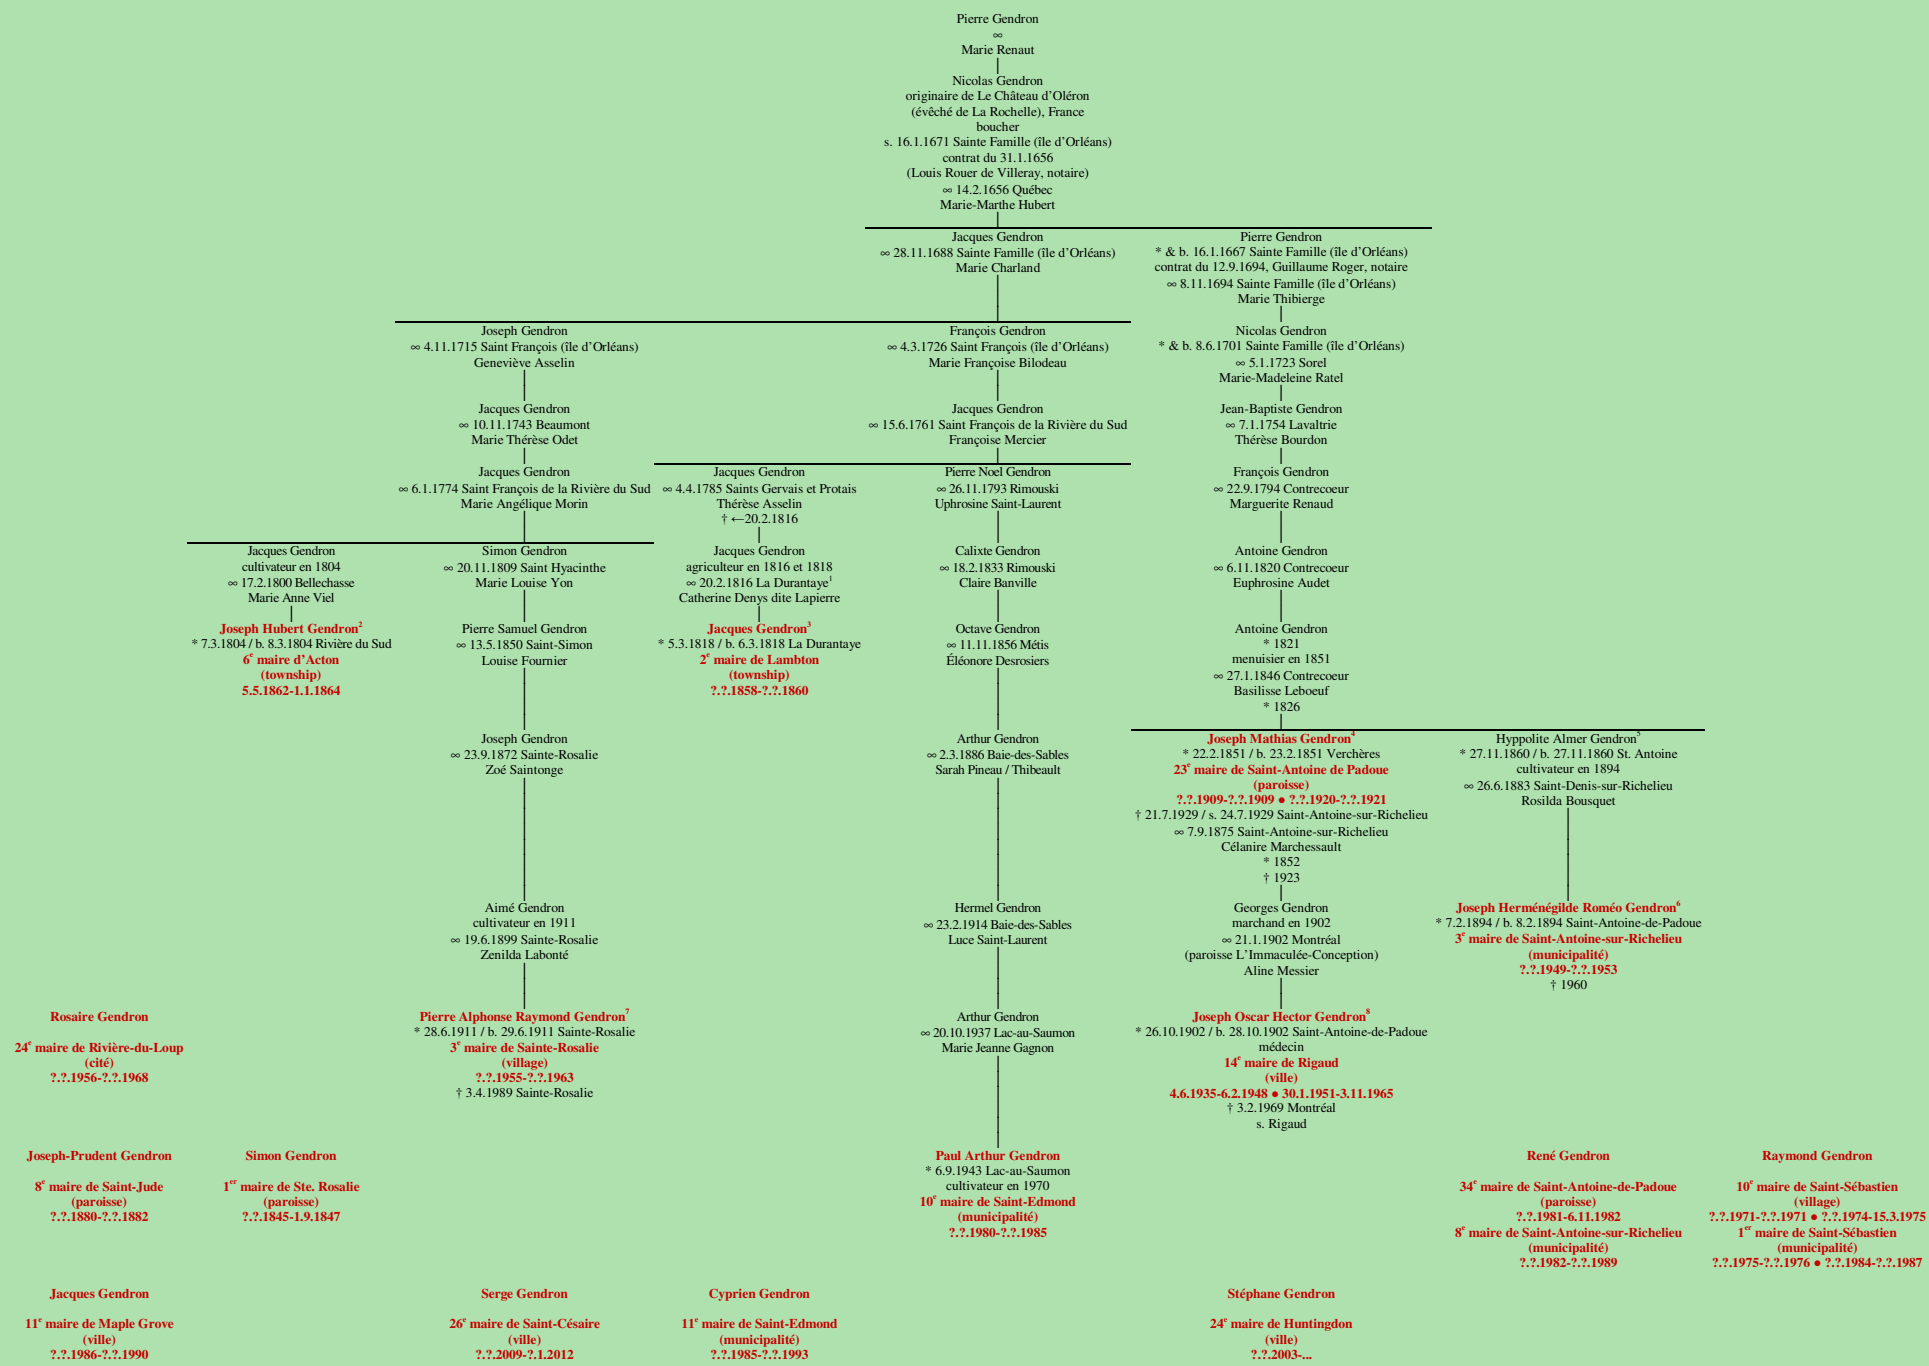 Pierre Gendron
∞
Marie Renaut
Nicolas Gendron
originaire de Le Château d’Oléron
(évêché de La Rochelle), France
boucher
s. 16.1.1671 Sainte Famille (île d’Orléans)
contrat du 31.1.1656
(Louis Rouer de Villeray, notaire)
∞ 14.2.1656 Québec
Marie-Marthe Hubert
Jacques Gendron
∞ 28.11.1688 Sainte Famille (île d’Orléans)
Marie Charland
Pierre Gendron
* & b. 16.1.1667 Sainte Famille (île d’Orléans)
contrat du 12.9.1694, Guillaume Roger, notaire
∞ 8.11.1694 Sainte Famille (île d’Orléans)
Marie Thibierge
Joseph Gendron
∞ 4.11.1715 Saint François (île d’Orléans)
Geneviève Asselin
François Gendron
∞ 4.3.1726 Saint François (île d’Orléans)
Marie Françoise Bilodeau
Nicolas Gendron
* & b. 8.6.1701 Sainte Famille (île d’Orléans)
∞ 5.1.1723 Sorel
Marie-Madeleine Ratel
Jacques Gendron
∞ 10.11.1743 Beaumont
Marie Thérèse Odet
Jacques Gendron
∞ 15.6.1761 Saint François de la Rivière du Sud
Françoise Mercier
Jean-Baptiste Gendron
∞ 7.1.1754 Lavaltrie
Thérèse Bourdon
Jacques Gendron
∞ 6.1.1774 Saint François de la Rivière du Sud
Marie Angélique Morin
Jacques Gendron
∞ 4.4.1785 Saints Gervais et Protais
Thérèse Asselin
† ←20.2.1816
Pierre Noel Gendron
∞ 26.11.1793 Rimouski
Uphrosine Saint-Laurent
François Gendron
∞ 22.9.1794 Contrecoeur
Marguerite Renaud
Jacques Gendron
cultivateur en 1804
∞ 17.2.1800 Bellechasse
Marie Anne Viel
Simon Gendron
∞ 20.11.1809 Saint Hyacinthe
Marie Louise Yon
Jacques Gendron
agriculteur en 1816 et 1818
∞ 20.2.1816 La Durantaye¹
Catherine Denys dite Lapierre
Calixte Gendron
∞ 18.2.1833 Rimouski
Claire Banville
Antoine Gendron
∞ 6.11.1820 Contrecoeur
Euphrosine Audet
Joseph Hubert Gendron²
* 7.3.1804 / b. 8.3.1804 Rivière du Sud
6ᵉ maire d’Acton
(township)
5.5.1862-1.1.1864
Pierre Samuel Gendron
∞ 13.5.1850 Saint-Simon
Louise Fournier
Jacques Gendron³
* 5.3.1818 / b. 6.3.1818 La Durantaye
2ᵉ maire de Lambton
(township)
?.?.1858-?.?.1860
Octave Gendron
∞ 11.11.1856 Métis
Éléonore Desrosiers
Antoine Gendron
* 1821
menuisier en 1851
∞ 27.1.1846 Contrecoeur
Basilisse Leboeuf
* 1826
Joseph Gendron
∞ 23.9.1872 Sainte-Rosalie
Zoé Saintonge
Arthur Gendron
∞ 2.3.1886 Baie-des-Sables
Sarah Pineau / Thibeault
Joseph Mathias Gendron⁴
* 22.2.1851 / b. 23.2.1851 Verchères
23ᵉ maire de Saint-Antoine de Padoue
(paroisse)
?.?.1909-?.?.1909 ● ?.?.1920-?.?.1921
† 21.7.1929 / s. 24.7.1929 Saint-Antoine-sur-Richelieu
∞ 7.9.1875 Saint-Antoine-sur-Richelieu
Célanire Marchessault
* 1852
† 1923
Hyppolite Almer Gendron⁵
* 27.11.1860 / b. 27.11.1860 St. Antoine
cultivateur en 1894
∞ 26.6.1883 Saint-Denis-sur-Richelieu
Rosilda Bousquet
Aimé Gendron
cultivateur en 1911
∞ 19.6.1899 Sainte-Rosalie
Zenilda Labonté
Hermel Gendron
∞ 23.2.1914 Baie-des-Sables
Luce Saint-Laurent
Georges Gendron
marchand en 1902
∞ 21.1.1902 Montréal
(paroisse L’Immaculée-Conception)
Aline Messier
Joseph Herménégilde Roméo Gendron⁶
* 7.2.1894 / b. 8.2.1894 Saint-Antoine-de-Padoue
3ᵉ maire de Saint-Antoine-sur-Richelieu
(municipalité)
?.?.1949-?.?.1953
† 1960
Rosaire Gendron
24ᵉ maire de Rivière-du-Loup
(cité)
?.?.1956-?.?.1968
Pierre Alphonse Raymond Gendron⁷
* 28.6.1911 / b. 29.6.1911 Sainte-Rosalie
3ᵉ maire de Sainte-Rosalie
(village)
?.?.1955-?.?.1963
† 3.4.1989 Sainte-Rosalie
Arthur Gendron
∞ 20.10.1937 Lac-au-Saumon
Marie Jeanne Gagnon
Joseph Oscar Hector Gendron⁸
* 26.10.1902 / b. 28.10.1902 Saint-Antoine-de-Padoue
médecin
14ᵉ maire de Rigaud
(ville)
4.6.1935-6.2.1948 ● 30.1.1951-3.11.1965
† 3.2.1969 Montréal
s. Rigaud
Joseph-Prudent Gendron
8ᵉ maire de Saint-Jude
(paroisse)
?.?.1880-?.?.1882
Simon Gendron
1ᵉʳ maire de Ste. Rosalie
(paroisse)
?.?.1845-1.9.1847
Paul Arthur Gendron
* 6.9.1943 Lac-au-Saumon
cultivateur en 1970
10ᵉ maire de Saint-Edmond
(municipalité)
?.?.1980-?.?.1985
René Gendron
34ᵉ maire de Saint-Antoine-de-Padoue
(paroisse)
?.?.1981-6.11.1982
8ᵉ maire de Saint-Antoine-sur-Richelieu
(municipalité)
?.?.1982-?.?.1989
Raymond Gendron
10ᵉ maire de Saint-Sébastien
(village)
?.?.1971-?.?.1971 ● ?.?.1974-15.3.1975
1ᵉʳ maire de Saint-Sébastien
(municipalité)
?.?.1975-?.?.1976 ● ?.?.1984-?.?.1987
Jacques Gendron
11ᵉ maire de Maple Grove
(ville)
?.?.1986-?.?.1990
Serge Gendron
26ᵉ maire de Saint-Césaire
(ville)
?.?.2009-?.1.2012
Cyprien Gendron
11ᵉ maire de Saint-Edmond
(municipalité)
?.?.1985-?.?.1993
Stéphane Gendron
24ᵉ maire de Huntingdon
(ville)
?.?.2003-...